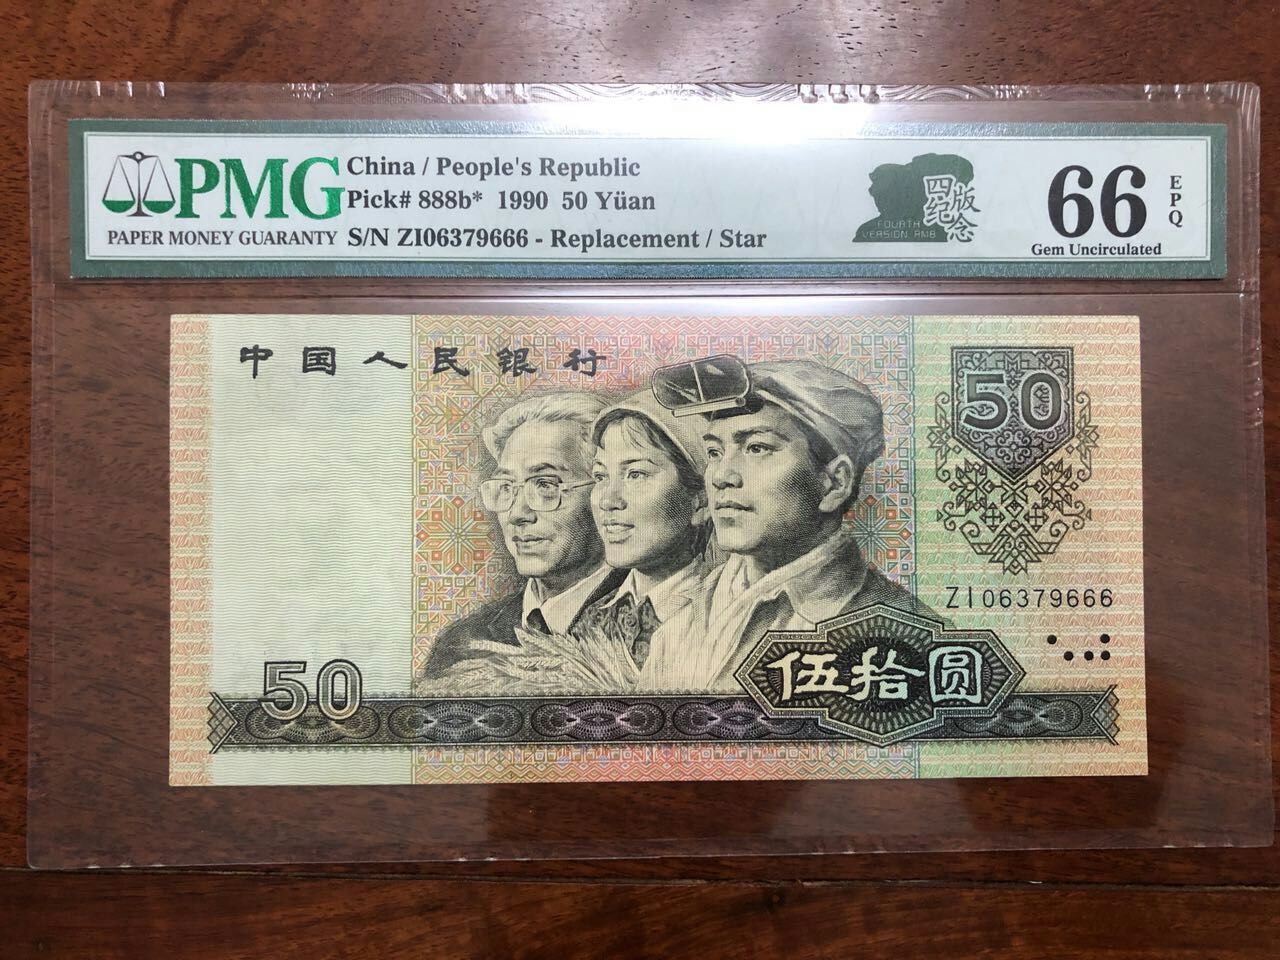 PMG
PAPER MONEY GUARANTY
China / People's Republic
Pick# 888b* 1990 50 Yüan
S/N ZI06379666 - Replacement / Star
四版纪念
FOURTH
VERSION RMB
66
EPQ
Gem Uncirculated
中国人民银行
50
ZI06379666
50
伍拾圆